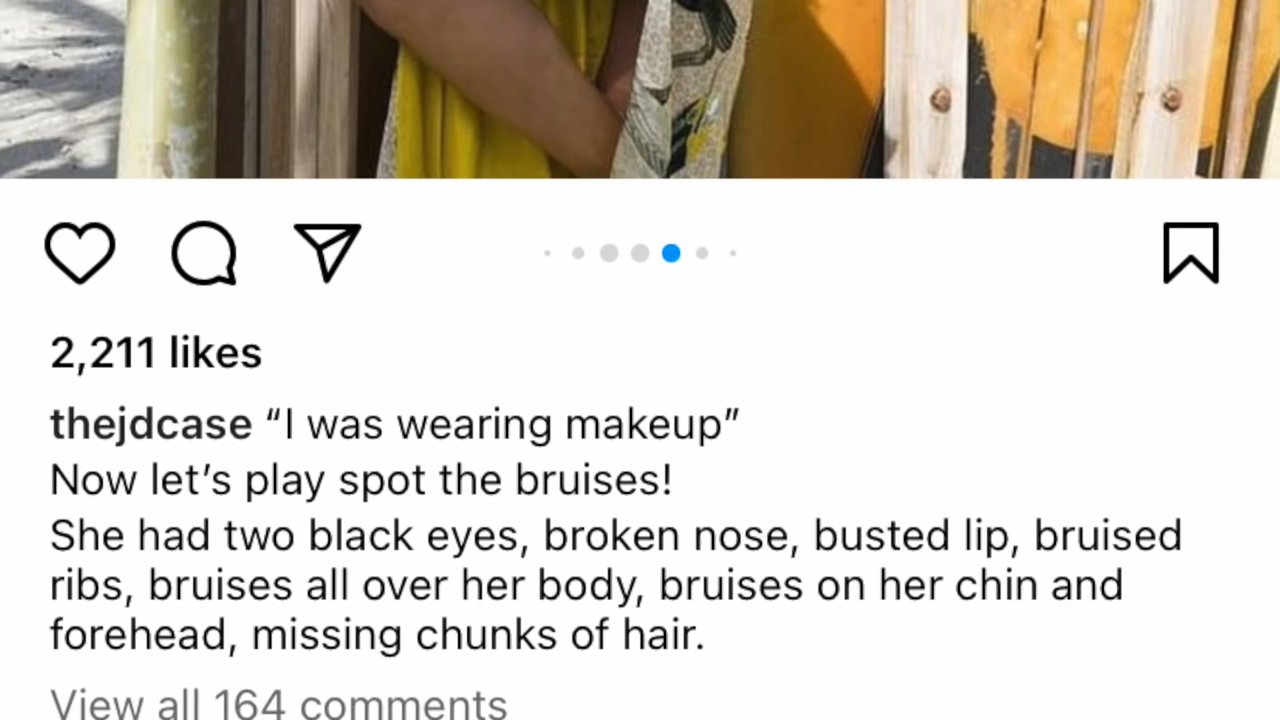 2,211 likes
thejdcase “I was wearing makeup”
Now let’s play spot the bruises!
She had two black eyes, broken nose, busted lip, bruised
ribs, bruises all over her body, bruises on her chin and
forehead, missing chunks of hair.
View all 164 comments